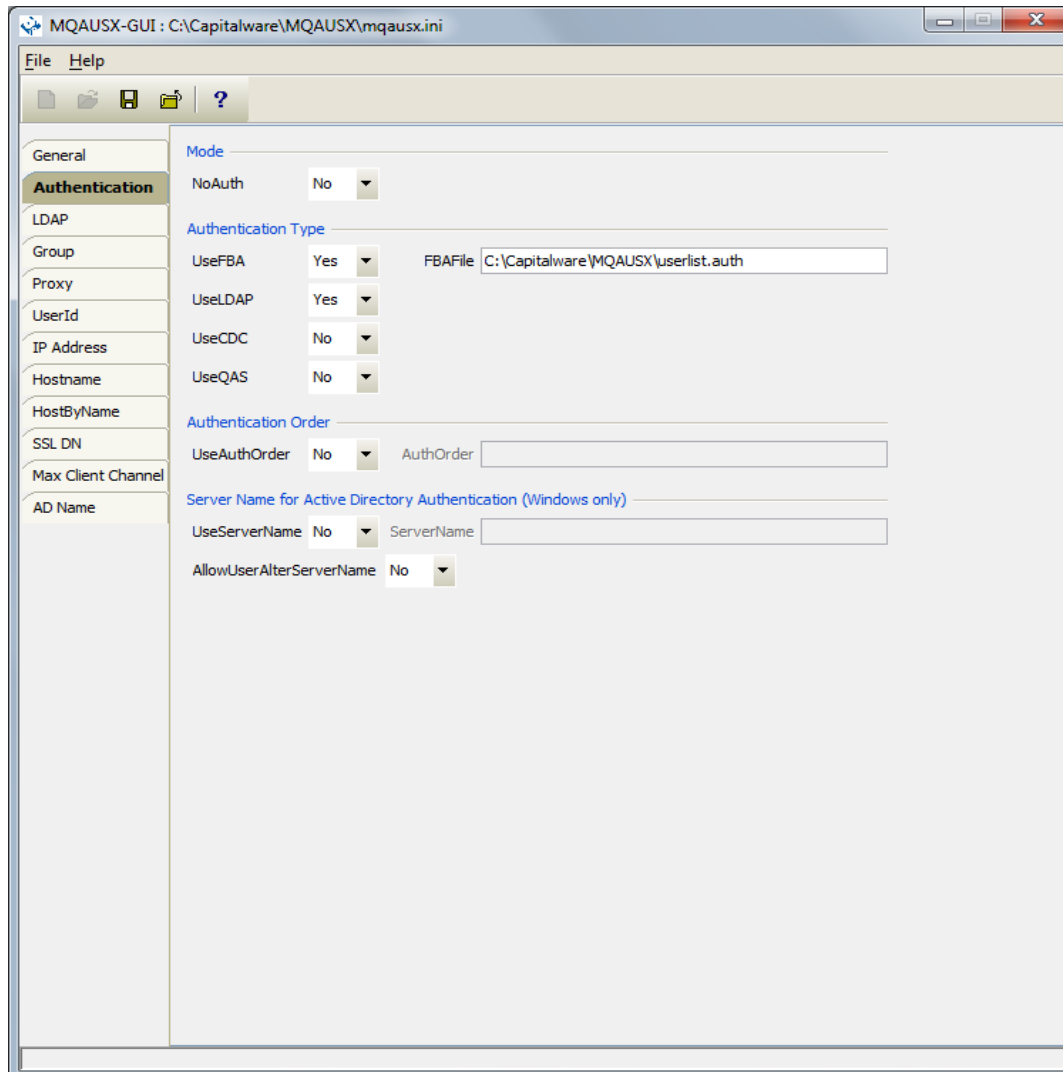 MQAUSX-GUI : C:\Capitalware\MQAUSX\mqausx.ini
File Help
?
General
Authentication
LDAP
Group
Proxy
UserId
IP Address
Hostname
HostByName
SSL DN
Max Client Channel
AD Name
Mode
NoAuth No
Authentication Type
UseFBA Yes FBAFile C:\Capitalware\MQAUSX\userlist.auth
UseLDAP Yes
UseCDC No
UseQAS No
Authentication Order
UseAuthOrder No AuthOrder
Server Name for Active Directory Authentication (Windows only)
UseServerName No ServerName
AllowUserAlterServerName No